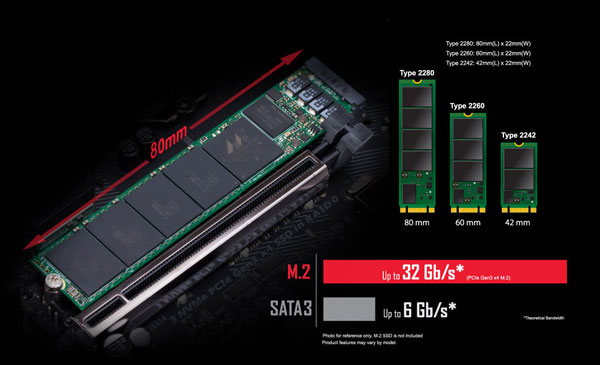 Type 2280: 80mm(L) x 22mm(W)
Type 2260: 60mm(L) x 22mm(W)
Type 2242: 42mm(L) x 22mm(W)
Type 2280
Type 2260
Type 2242
80mm
80 mm
60 mm
42 mm
M.2
Up to 32 Gb/s* (PCIe Gen3 x4 M.2)
SATA3
Up to 6 Gb/s*
*Theoretical Bandwidth
Photo for reference only. M.2 SSD is not included
Product features may vary by model.